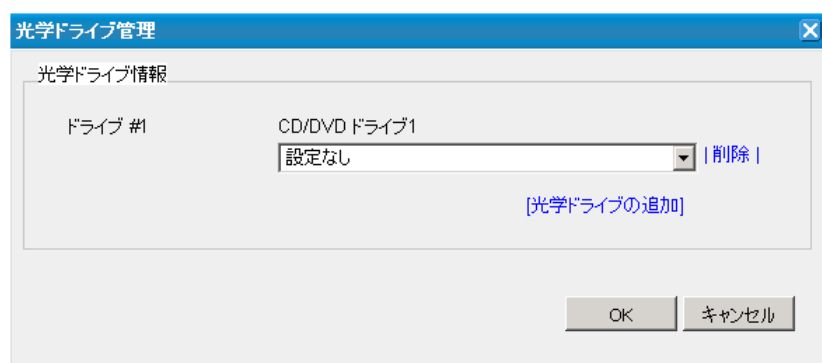 光学ドライブ管理
光学ドライブ情報
ドライブ #1
CD/DVD ドライブ1
設定なし
| 削除 |
[光学ドライブの追加]
OK
キャンセル